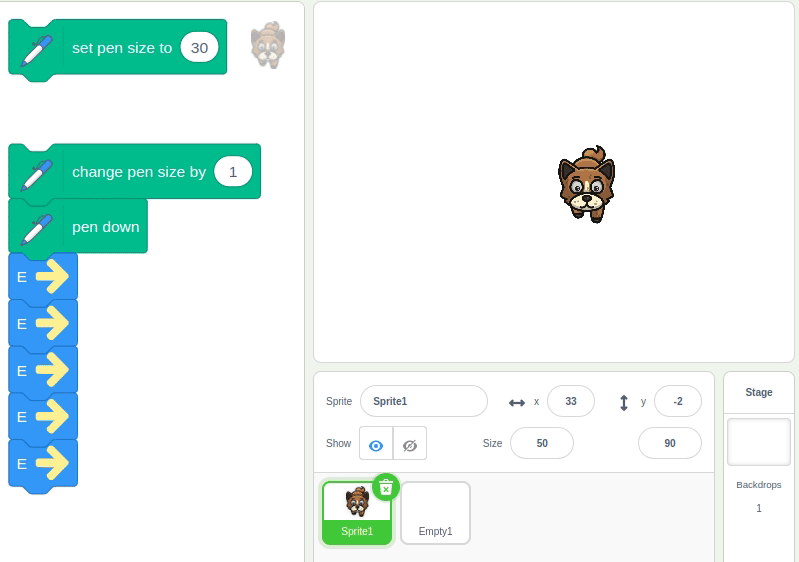 set pen size to 30
change pen size by 1
pen down
E
E
E
E
E
Sprite Sprite1 x 33 y -2
Show Size 50 90
Sprite1 Empty1
Stage
Backdrops
1